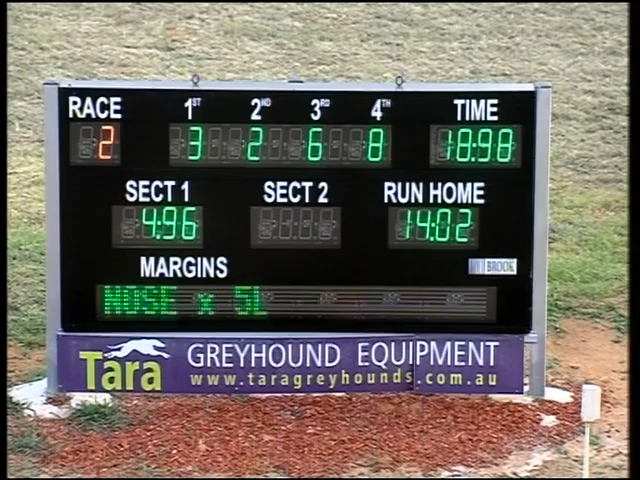 RACE 1ST 2ND 3RD 4TH TIME
2 3 2 6 8 18.98
SECT 1 SECT 2 RUN HOME
4.96 14.02
MARGINS
BROOK
NOSE x 5L
Tara GREYHOUND EQUIPMENT
www.taragreyhounds.com.au